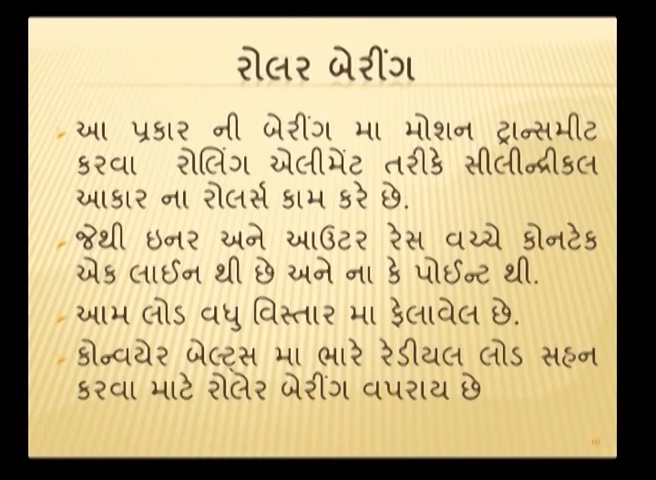 રોલર બેરીંગ
આ પ્રકાર ની બેરીંગ મા મોશન ટ્રાન્સમીટ
કરવા રોલિંગ એલીમેંટ તરીકે સીલીન્દ્રીકલ
આકાર ના રોલર્સ કામ કરે છે.
જેથી ઇનર અને આઉટર રેસ વચ્ચે કોનટેક
એક લાઈન થી છે અને ના કે પોઈન્ટ થી.
આમ લોડ વધુ વિસ્તાર મા ફેલાવેલ છે.
કોન્વયેર બેલ્ટ્સ મા ભારે રેડીયલ લોડ સહન
કરવા માટે રોલેર બેરીંગ વપરાય છે